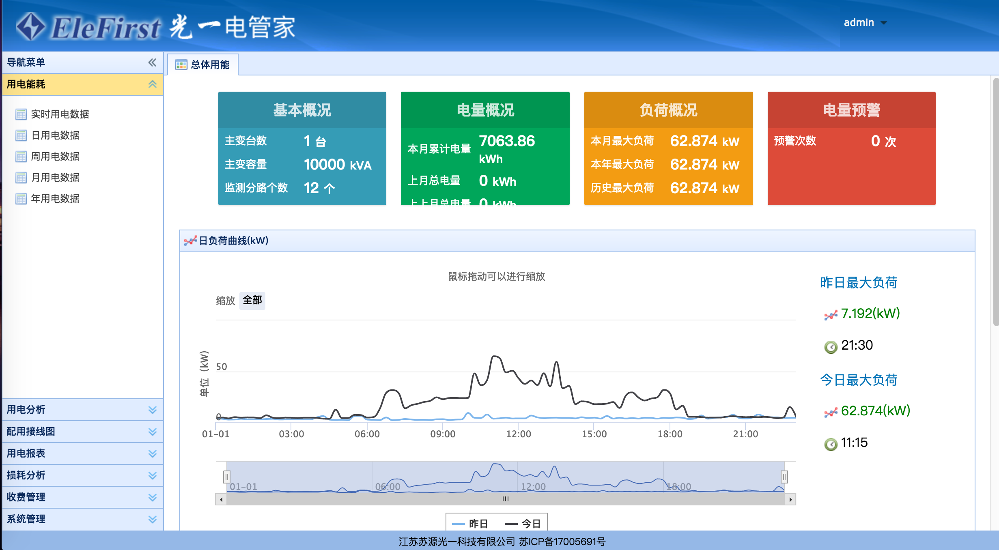 EleFirst 光一电管家
admin
导航菜单
用电能耗
实时用电数据
日用电数据
周用电数据
月用电数据
年用电数据
用电分析
配用接线图
用电报表
损耗分析
收费管理
系统管理
总体用能
基本概况
主变台数 1 台
主变容量 10000 kVA
监测分路个数 12 个
电量概况
本月累计电量 7063.86 kWh
上月总电量 0 kWh
上上月总电量 0 kWh
负荷概况
本月最大负荷 62.874 kW
本年最大负荷 62.874 kW
历史最大负荷 62.874 kW
电量预警
预警次数 0 次
日负荷曲线(kW)
鼠标拖动可以进行缩放
缩放 全部
单位 (kW)
50
0
01-01 03:00 06:00 09:00 12:00 15:00 18:00 21:00
01-01 06:00 12:00 18:00
昨日 今日
昨日最大负荷
7.192(kW)
21:30
今日最大负荷
62.874(kW)
11:15
江苏苏源光一科技有限公司 苏ICP备17005691号